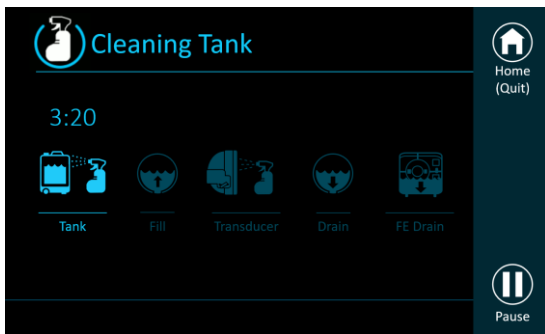 Cleaning Tank
Home
(Quit)
3:20
Tank
Fill
Transducer
Drain
FE Drain
Pause